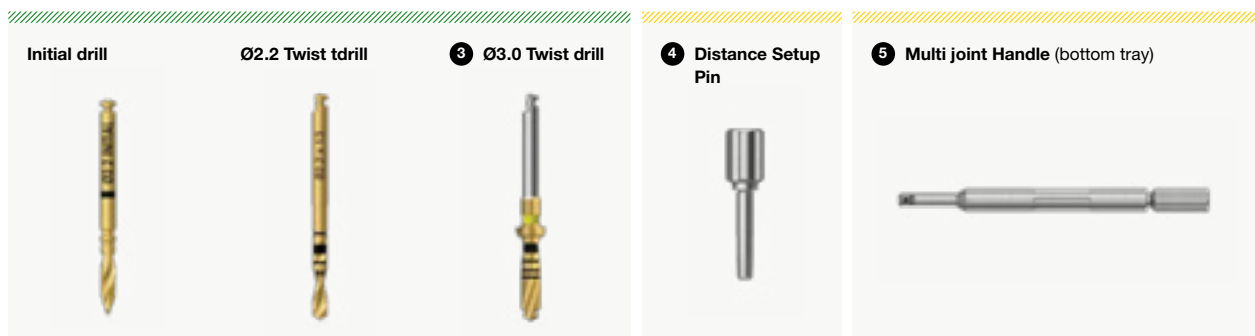 Initial drill
Ø2.2 Twist tdrill
3 Ø3.0 Twist drill
4 Distance Setup
Pin
5 Multi joint Handle (bottom tray)